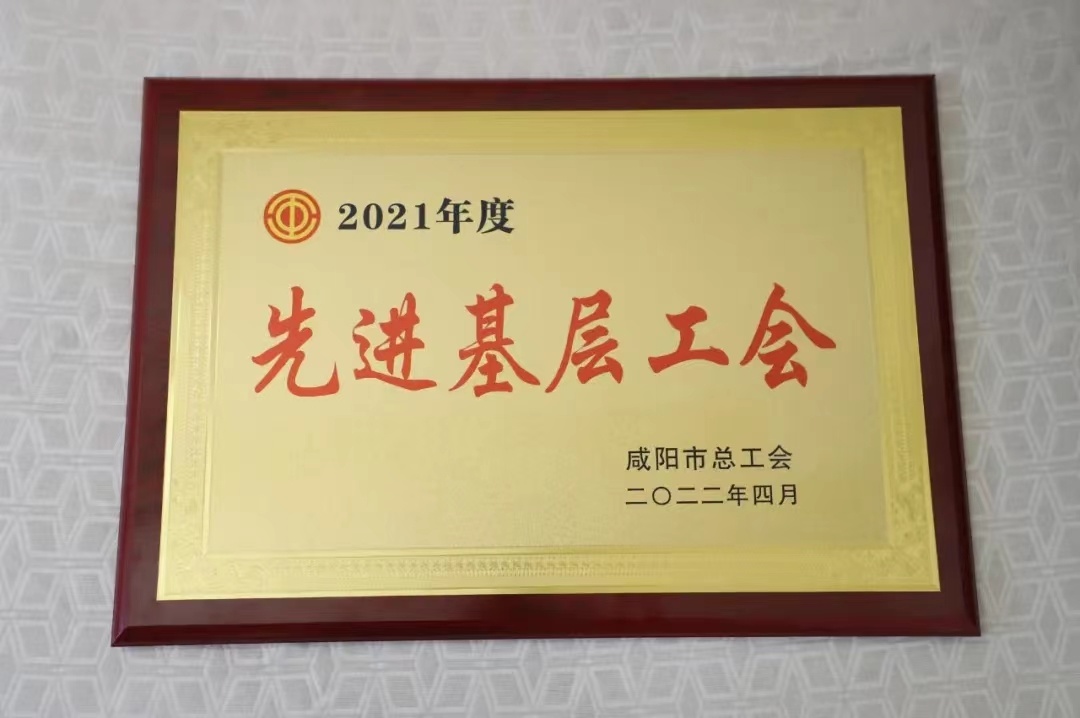 2021年度
先进基层工会
咸阳市总工会
二〇二二年四月